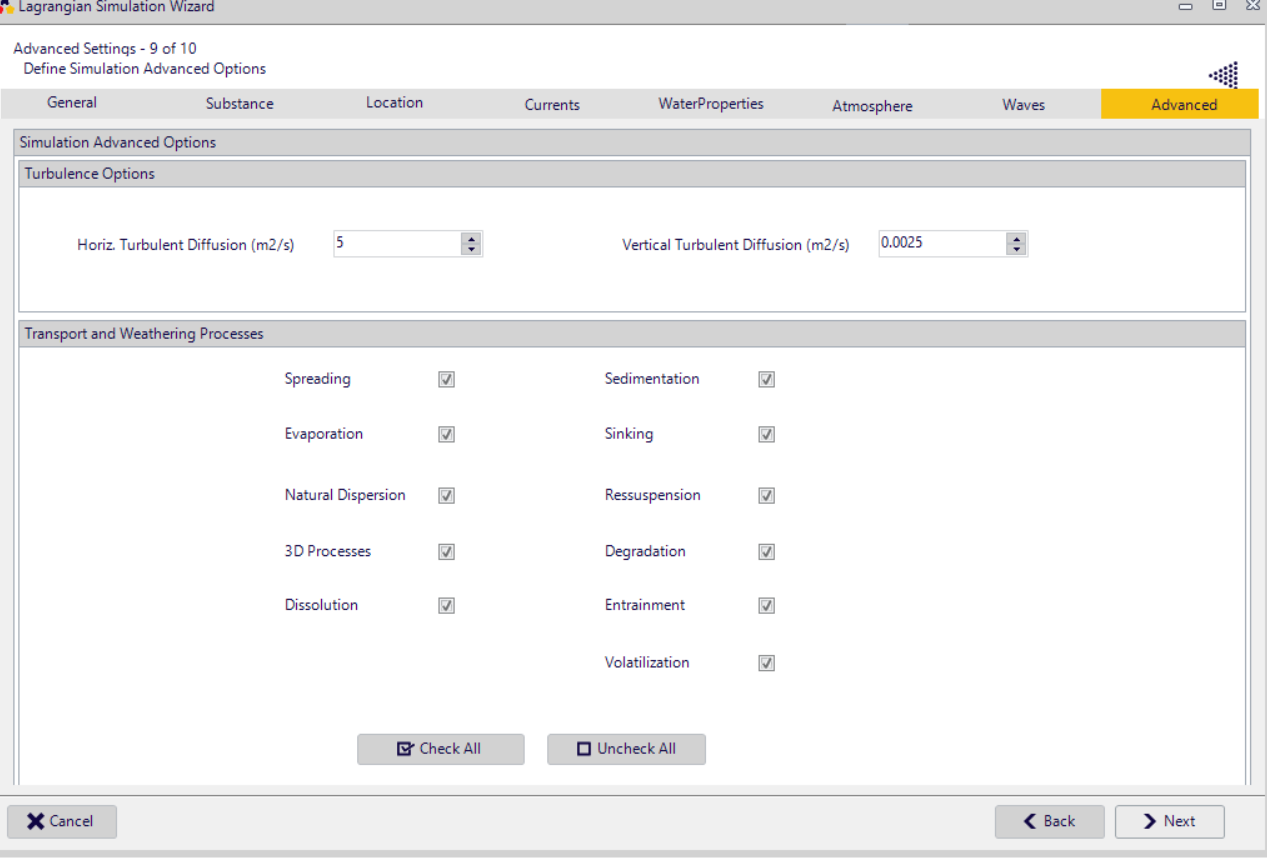 Lagrangian Simulation Wizard
Advanced Settings - 9 of 10
Define Simulation Advanced Options
General Substance Location Currents WaterProperties Atmosphere Waves Advanced
Simulation Advanced Options
Turbulence Options
Horiz. Turbulent Diffusion (m2/s) 5 Vertical Turbulent Diffusion (m2/s) 0.0025
Transport and Weathering Processes
Spreading Sedimentation
Evaporation Sinking
Natural Dispersion Ressuspension
3D Processes Degradation
Dissolution Entrainment
Volatilization
Check All Uncheck All
Cancel Back Next